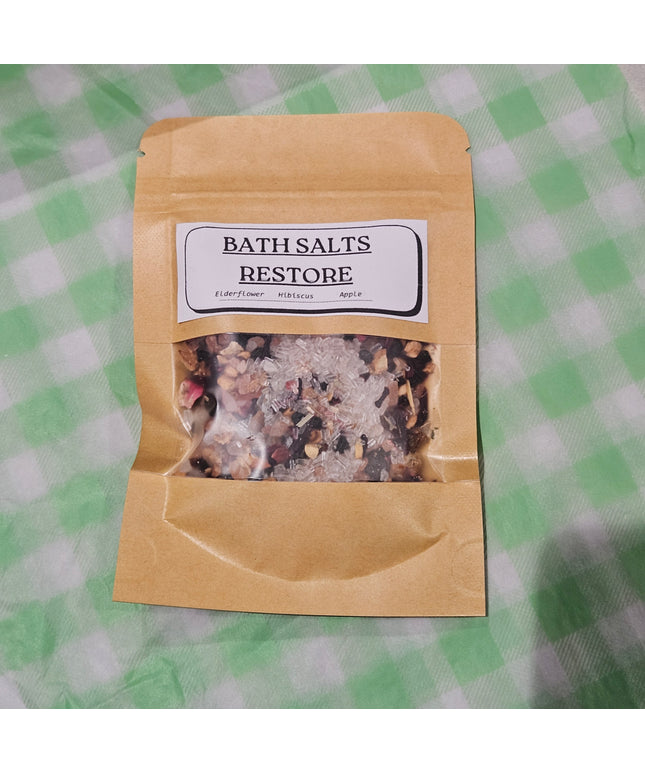 BATH SALTS
RESTORE
Elderflower Hibiscus Apple